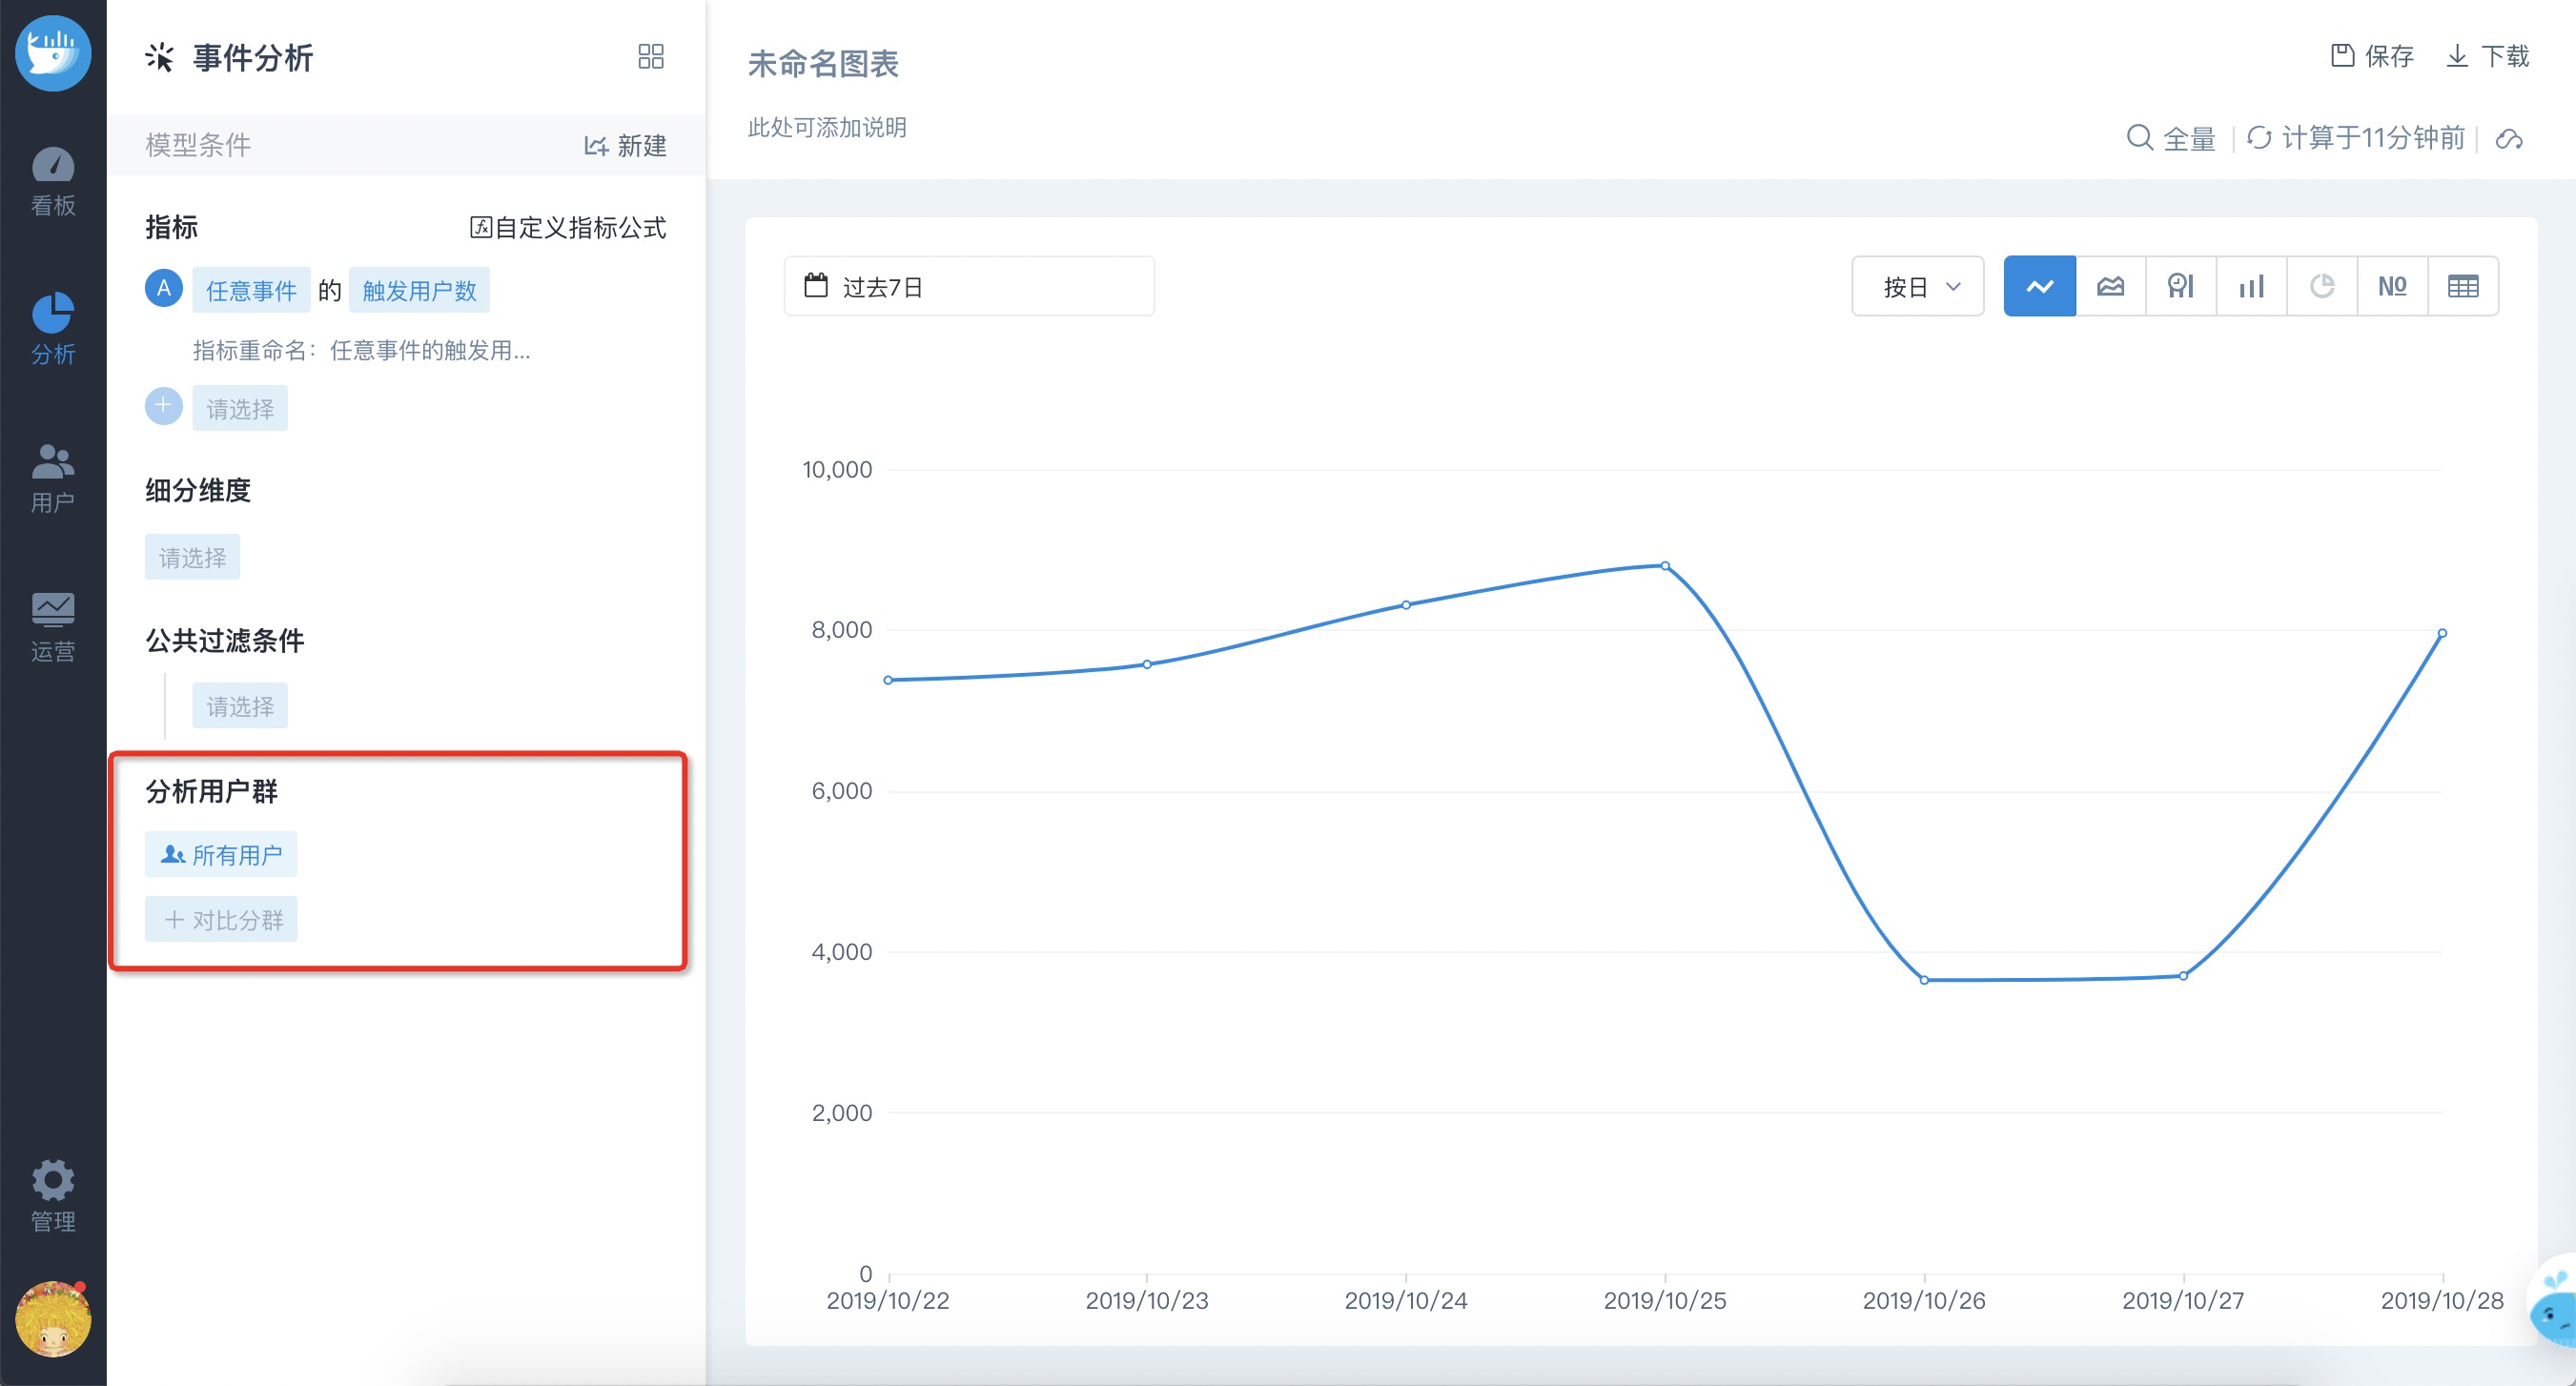 看板
分析
用户
运营
管理
事件分析
模型条件 新建
指标 自定义指标公式
A 任意事件 的 触发用户数
指标重命名：任意事件的触发用...
请选择
细分维度
请选择
公共过滤条件
请选择
分析用户群
所有用户
+ 对比分群
未命名图表
保存 下载
此处可添加说明
全量 计算于11分钟前
过去7日 按日 Nº
10,000
8,000
6,000
4,000
2,000
0
2019/10/22 2019/10/23 2019/10/24 2019/10/25 2019/10/26 2019/10/27 2019/10/28